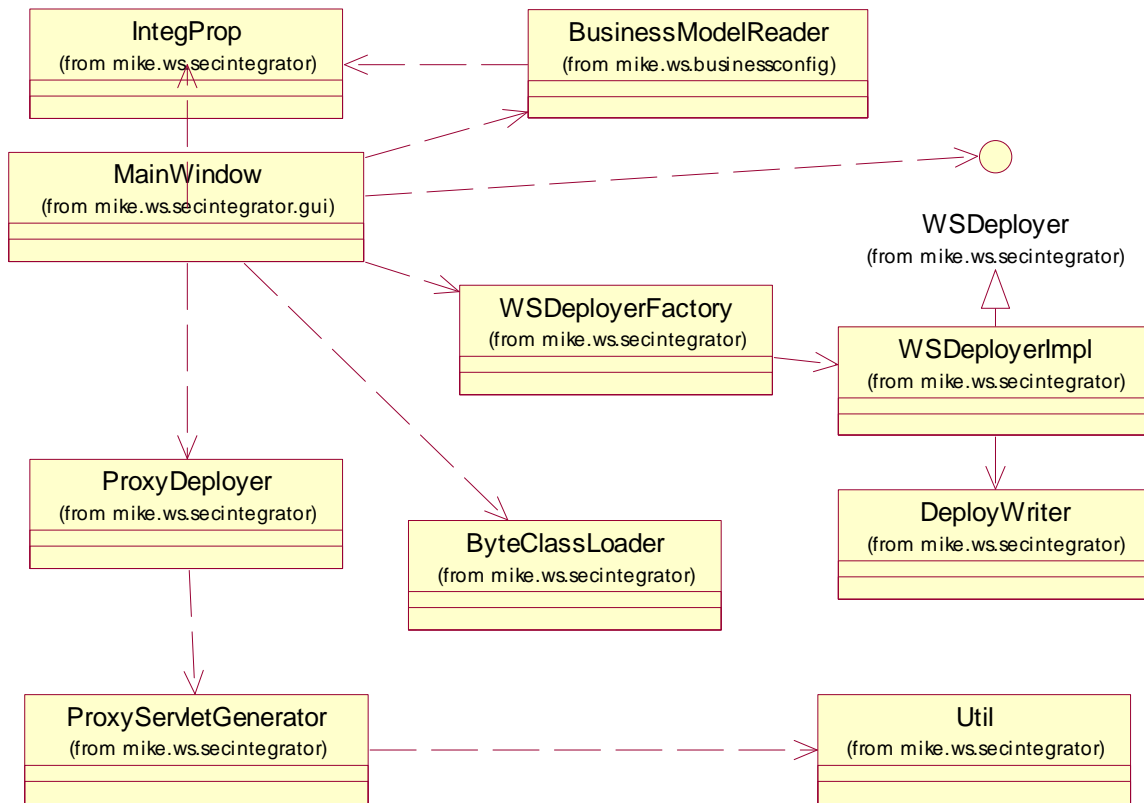 IntegProp
(from mike.ws.secintegrator)
BusinessModelReader
(from mike.ws.businessconfig)
MainWindow
(from mike.ws.secintegrator.gui)
WSDeployer
(from mike.ws.secintegrator)
WSDeployerFactory
(from mike.ws.secintegrator)
WSDeployerImpl
(from mike.ws.secintegrator)
ProxyDeployer
(from mike.ws.secintegrator)
ByteClassLoader
(from mike.ws.secintegrator)
DeployWriter
(from mike.ws.secintegrator)
ProxyServletGenerator
(from mike.ws.secintegrator)
Util
(from mike.ws.secintegrator)